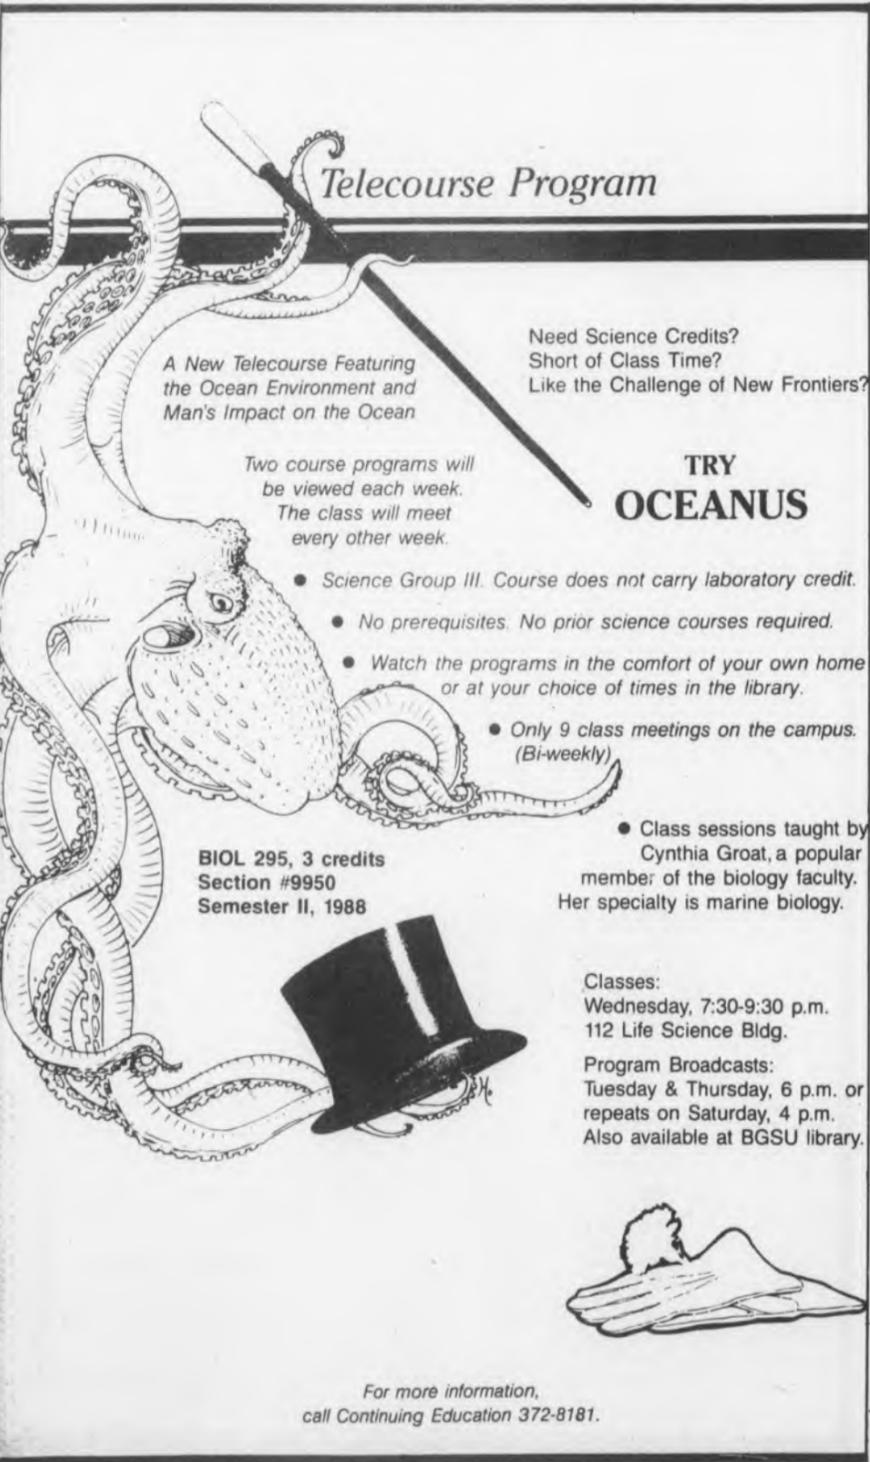 Telecourse Program
Need Science Credits?
Short of Class Time?
Like the Challenge of New Frontiers?
A New Telecourse Featuring
the Ocean Environment and
Man's Impact on the Ocean
TRY
OCEANUS
Two course programs will
be viewed each week.
The class will meet
every other week.
• Science Group III. Course does not carry laboratory credit.
• No prerequisites. No prior science courses required.
• Watch the programs in the comfort of your own home
or at your choice of times in the library.
• Only 9 class meetings on the campus.
(Bi-weekly)
• Class sessions taught by
Cynthia Groat, a popular
member of the biology faculty.
Her specialty is marine biology.
BIOL 295, 3 credits
Section #9950
Semester II, 1988
Classes:
Wednesday, 7:30-9:30 p.m.
112 Life Science Bldg.
Program Broadcasts:
Tuesday & Thursday, 6 p.m. or
repeats on Saturday, 4 p.m.
Also available at BGSU library.
For more information,
call Continuing Education 372-8181.